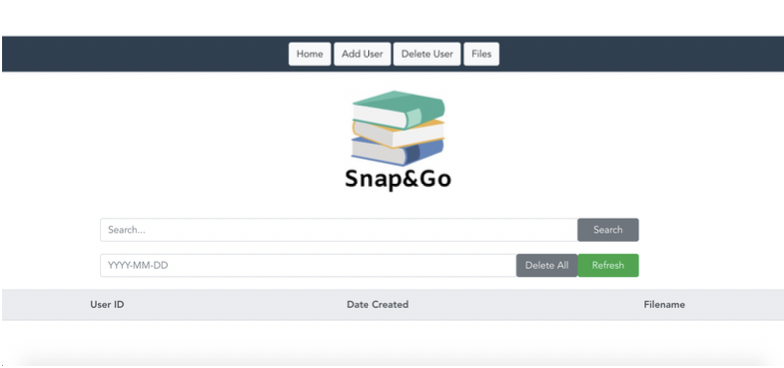 Home Add User Delete User Files
Snap&Go
Search... Search
YYYY-MM-DD Delete All Refresh
User ID Date Created Filename